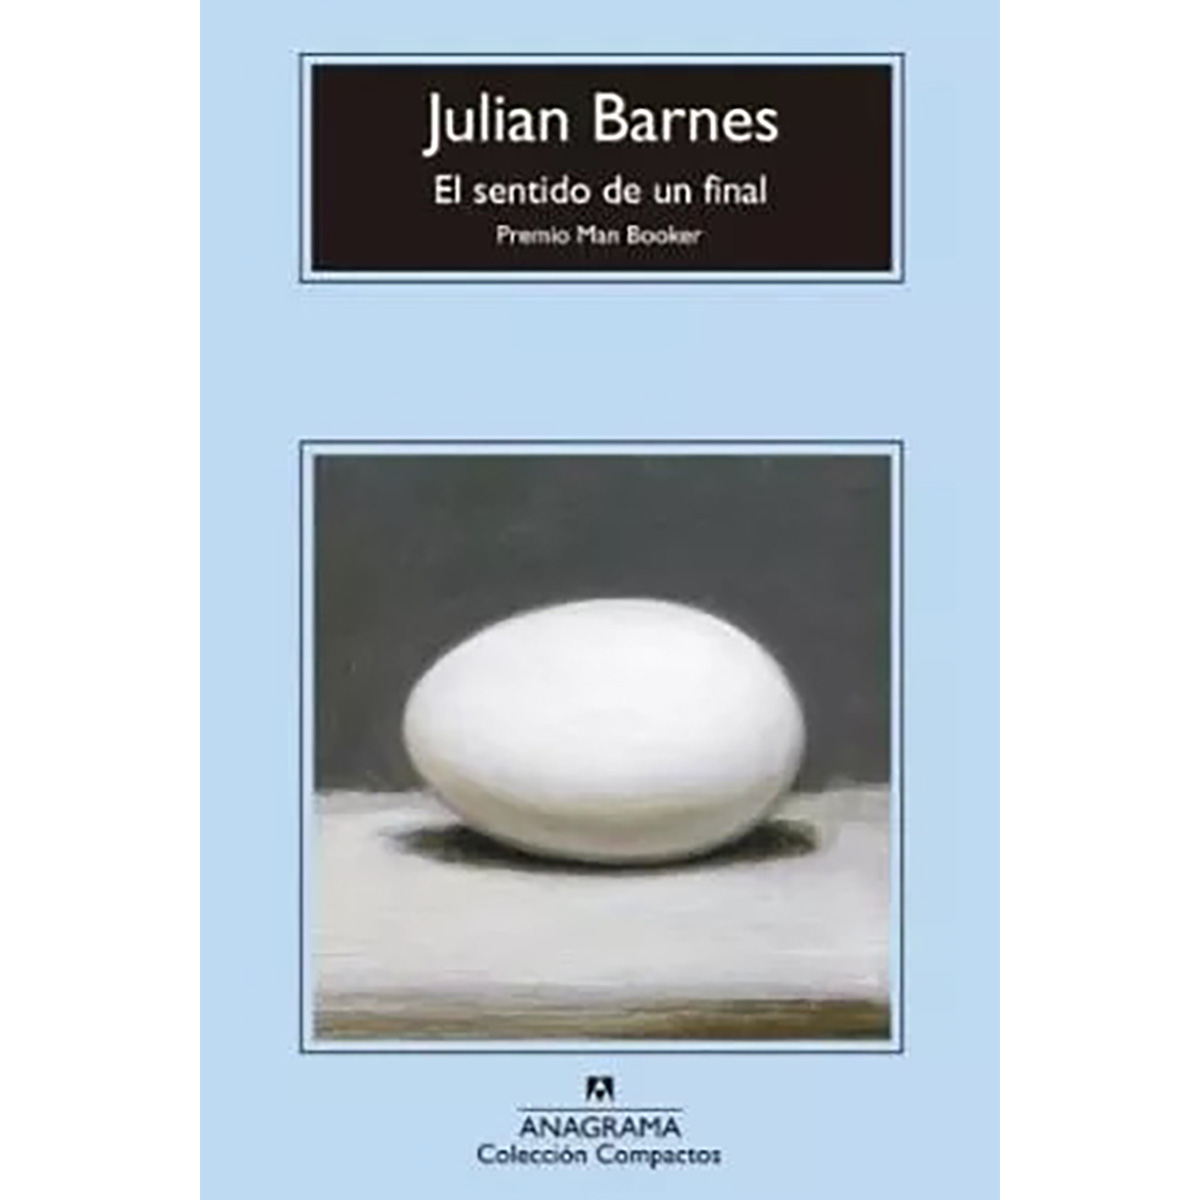 Julian Barnes
El sentido de un final
Premio Man Booker
ANAGRAMA
Colección Compactos